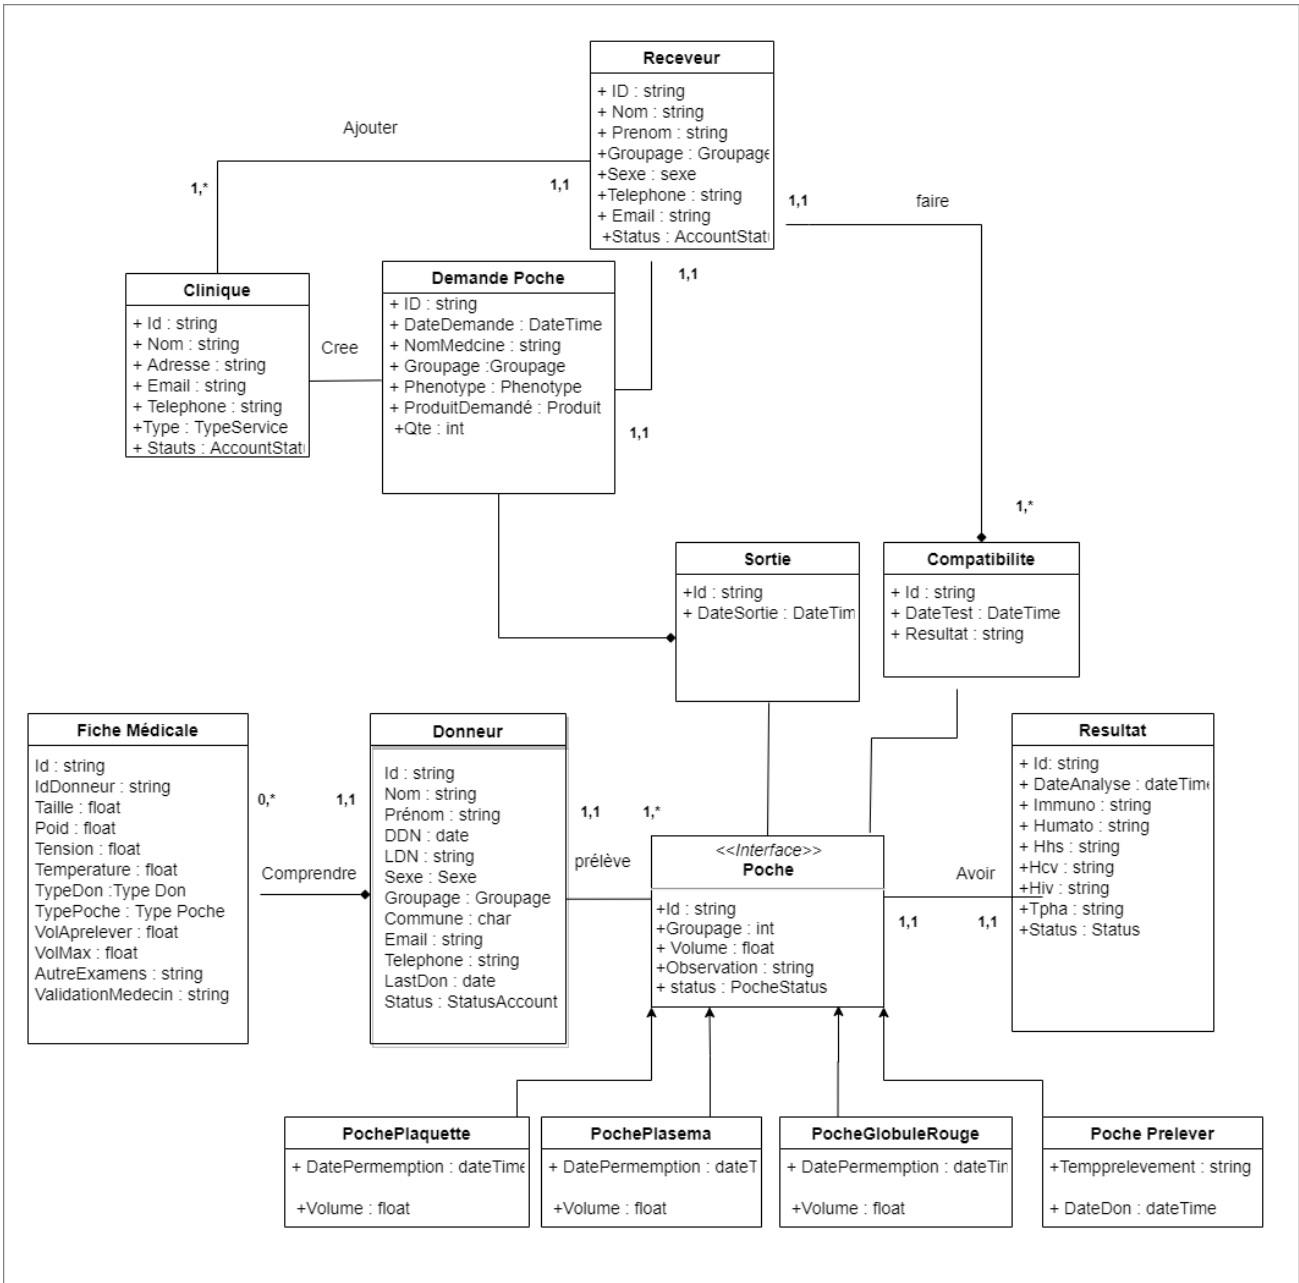 Receveur
+ ID : string
+ Nom : string
+ Prenom : string
+Groupage : Groupage
+Sexe : sexe
+Telephone : string
+ Email : string
+Status : AccountStat
Ajouter
1,*
1,1
1,1
faire
1,1
Clinique
+ Id : string
+ Nom : string
+ Adresse : string
+ Email : string
+ Telephone : string
+Type : TypeService
+ Stauts : AccountStat
Cree
Demande Poche
+ ID : string
+ DateDemande : DateTime
+ NomMedcine : string
+ Groupage :Groupage
+ Phenotype : Phenotype
+ ProduitDemandé : Produit
+Qte : int
1,1
1,*
Sortie
+Id : string
+ DateSortie : DateTim
Compatibilite
+ Id : string
+ DateTest : DateTime
+ Resultat : string
Fiche Médicale
Id : string
IdDonneur : string
Taille : float
Poid : float
Tension : float
Temperature : float
TypeDon :Type Don
TypePoche : Type Poche
VolAprelever : float
VolMax : float
AutreExamens : string
ValidationMedecin : string
0,*
1,1
Comprendre
Donneur
Id : string
Nom : string
Prénom : string
DDN : date
LDN : string
Sexe : Sexe
Groupage : Groupage
Commune : char
Email : string
Telephone : string
LastDon : date
Status : StatusAccount
1,1
1,*
prélève
<<Interface>>
Poche
+Id : string
+Groupage : int
+ Volume : float
+Observation : string
+ status : PocheStatus
Avoir
1,1
1,1
Resultat
+ Id: string
+ DateAnalyse : dateTime
+ Immuno : string
+ Humato : string
+ Hhs : string
+Hcv : string
+Hiv : string
+Tpha : string
+Status : Status
PochePlaquette
+ DatePermemption : dateTime
+Volume : float
PochePlasema
+ DatePermemption : dateT
+Volume : float
PocheGlobuleRouge
+ DatePermemption : dateTim
+Volume : float
Poche Prelever
+Tempprelevement : string
+ DateDon : dateTime